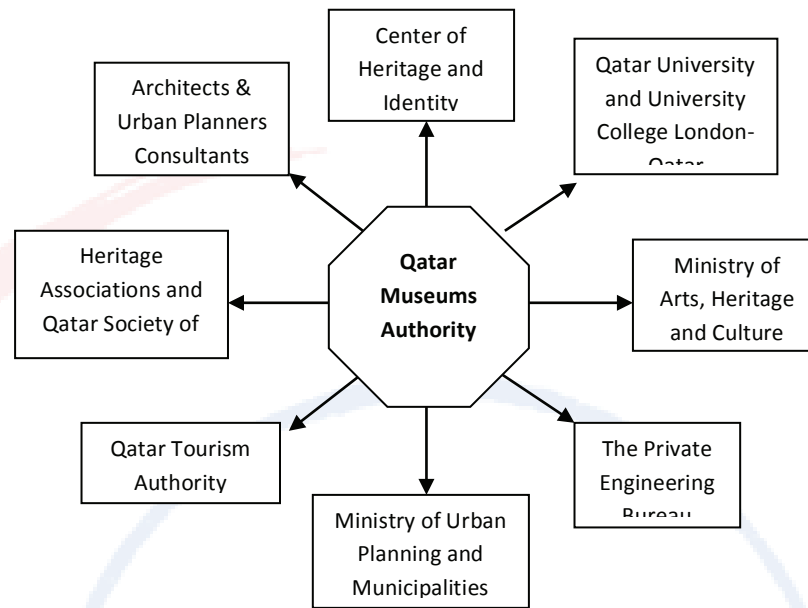 Center of
Heritage and
Identity
Architects &
Urban Planners
Consultants
Qatar University
and University
College London-
Qatar
Heritage
Associations and
Qatar Society of
Qatar
Museums
Authority
Ministry of
Arts, Heritage
and Culture
Qatar Tourism
Authority
Ministry of Urban
Planning and
Municipalities
The Private
Engineering
Bureau